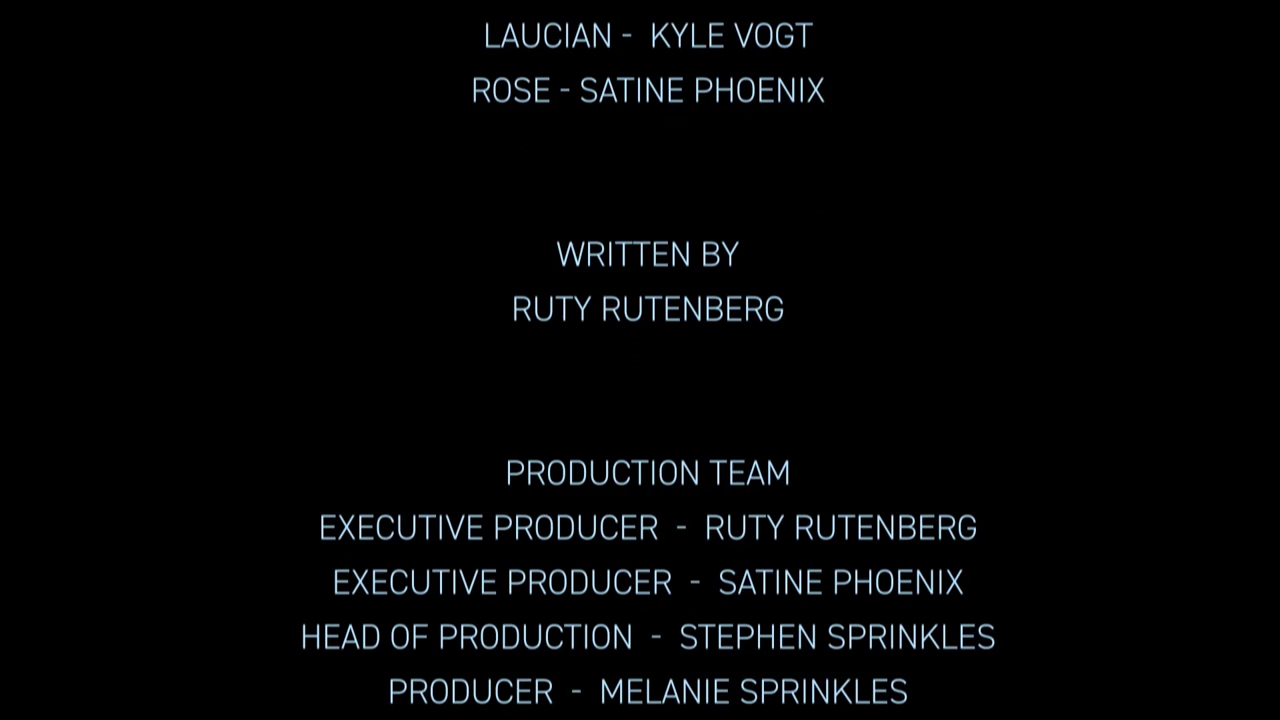 LAUCIAN - KYLE VOGT
ROSE - SATINE PHOENIX
WRITTEN BY
RUTY RUTENBERG
PRODUCTION TEAM
EXECUTIVE PRODUCER - RUTY RUTENBERG
EXECUTIVE PRODUCER - SATINE PHOENIX
HEAD OF PRODUCTION - STEPHEN SPRINKLES
PRODUCER - MELANIE SPRINKLES